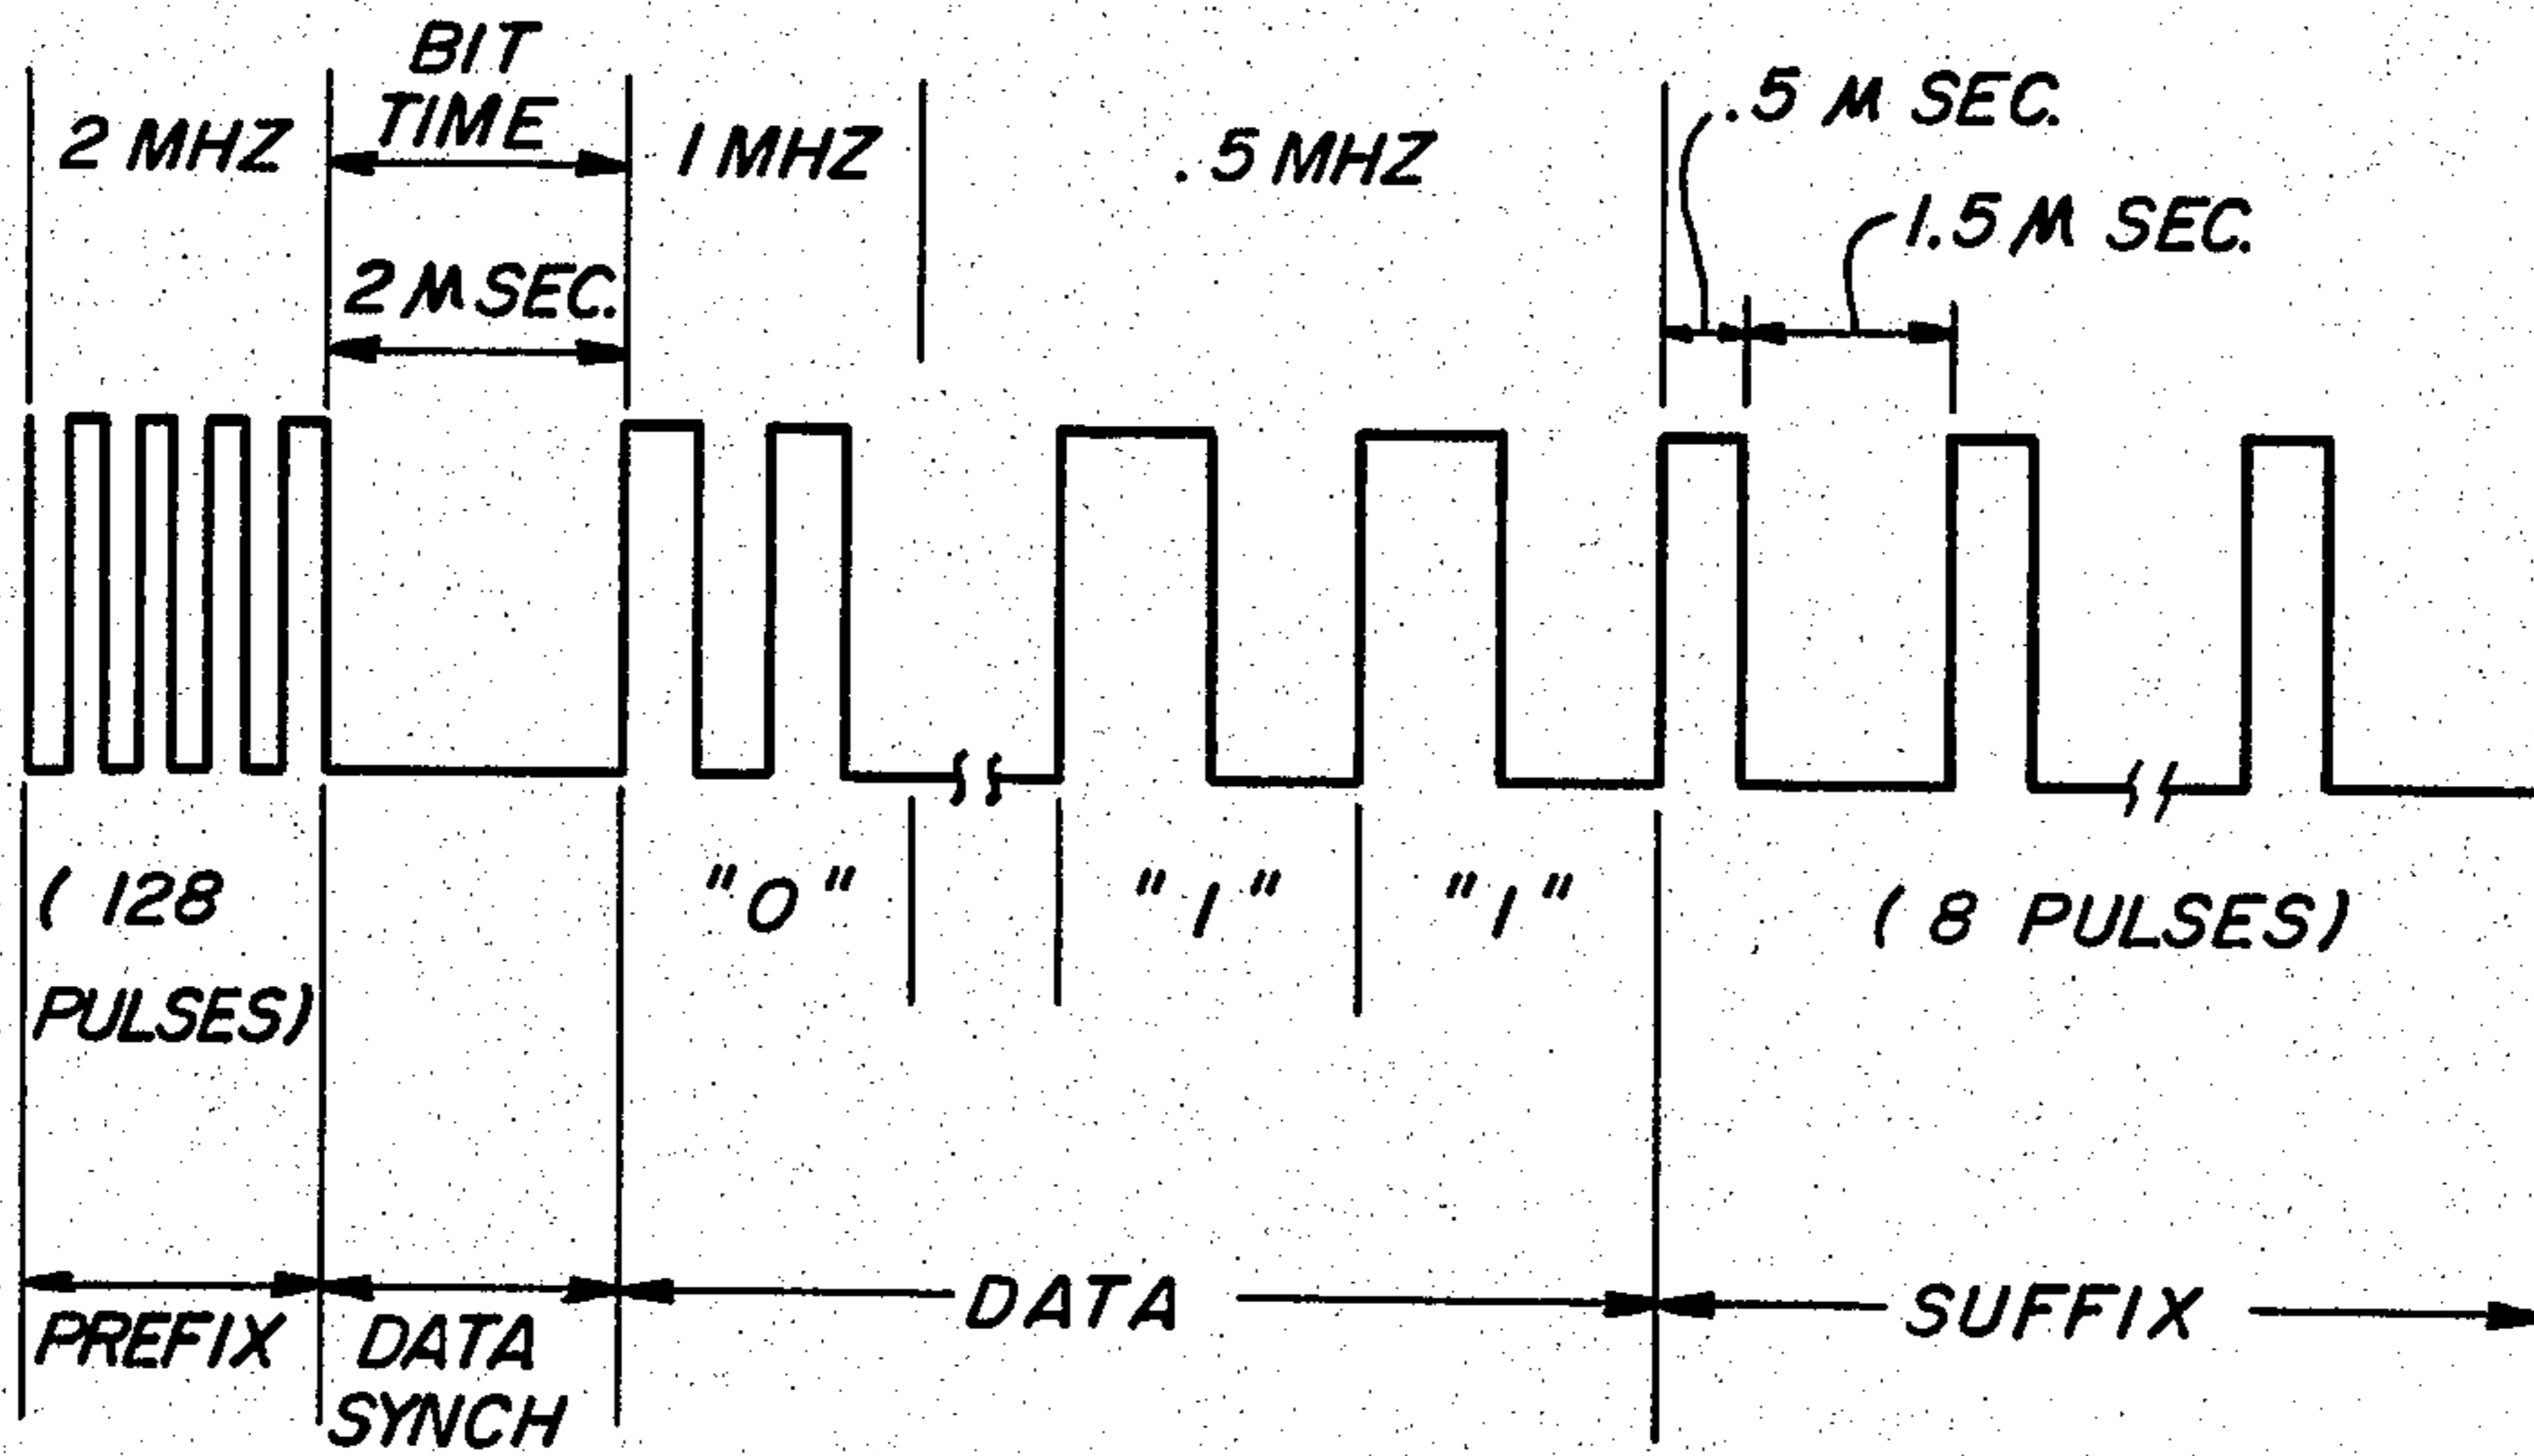 BIT
TIME
2 MHZ
1 MHZ
.5 MHZ
.5 µ SEC.
1.5 µ SEC.
2 µ SEC.
( 128
PULSES)
"0"
"1"
"1"
( 8 PULSES)
PREFIX
DATA
SYNCH
DATA
SUFFIX